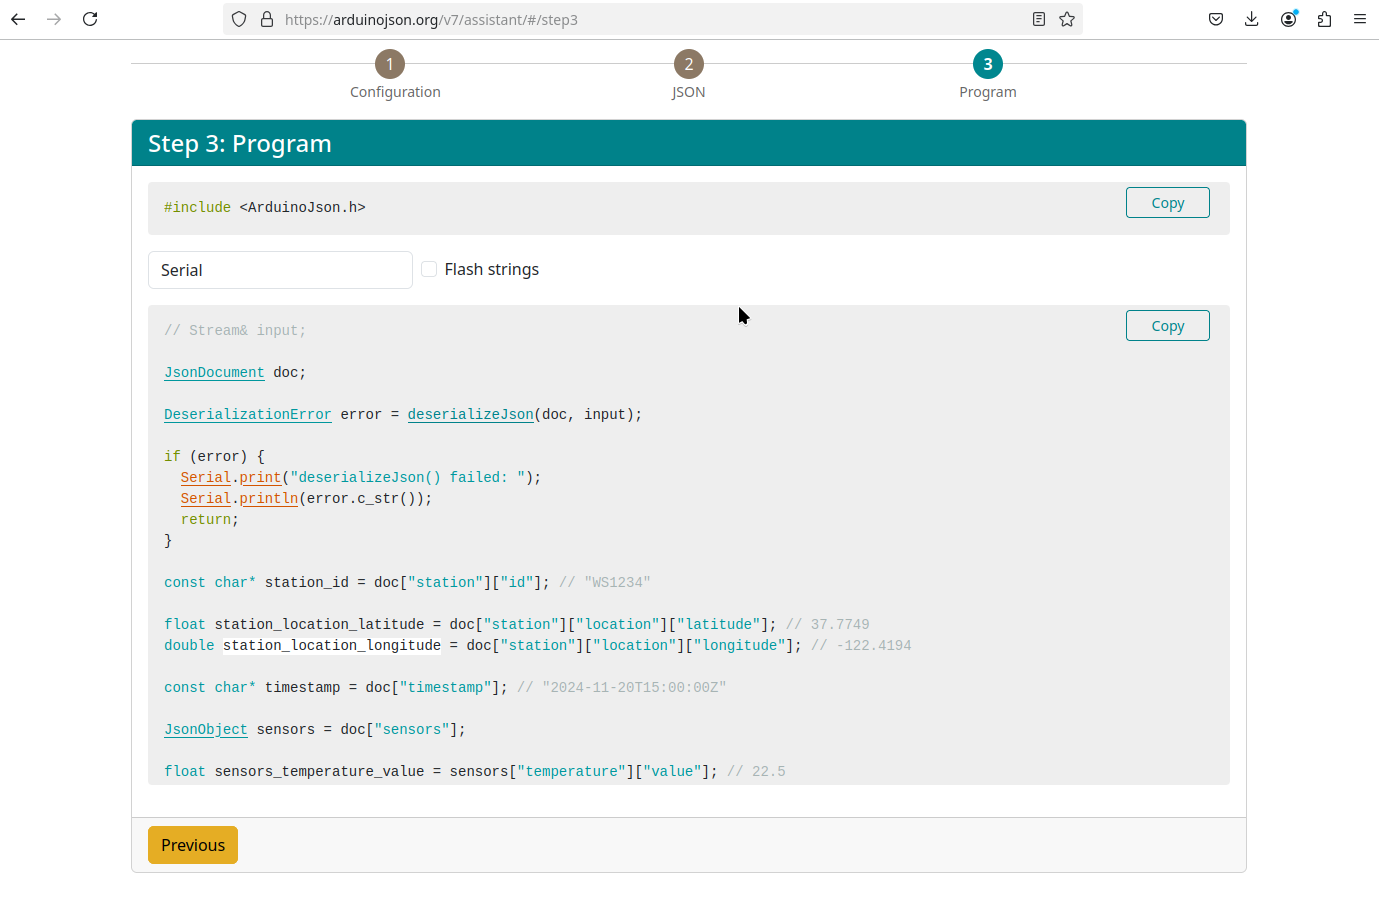 https://arduinojson.org/v7/assistant/#/step3
1
Configuration
2
JSON
3
Program
Step 3: Program
#include <ArduinoJson.h>
Copy
Serial
Flash strings
// Stream& input;
Copy
JsonDocument doc;
DeserializationError error = deserializeJson(doc, input);
if (error) {
  Serial.print("deserializeJson() failed: ");
  Serial.println(error.c_str());
  return;
}
const char* station_id = doc["station"]["id"]; // "WS1234"
float station_location_latitude = doc["station"]["location"]["latitude"]; // 37.7749
double station_location_longitude = doc["station"]["location"]["longitude"]; // -122.4194
const char* timestamp = doc["timestamp"]; // "2024-11-20T15:00:00Z"
JsonObject sensors = doc["sensors"];
float sensors_temperature_value = sensors["temperature"]["value"]; // 22.5
Previous